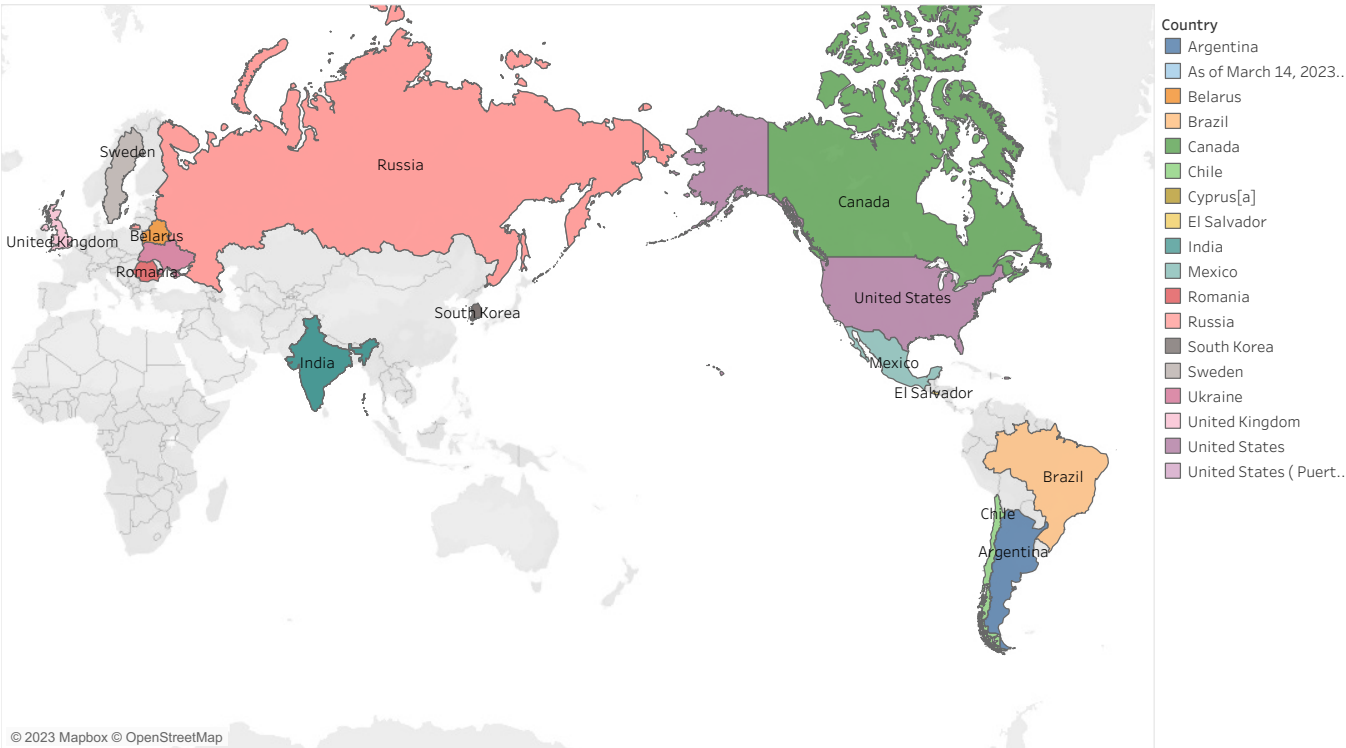 Sweden
Russia
United Kingdom
Belarus
Romania
South Korea
India
Canada
United States
Mexico
El Salvador
Brazil
Chile
Argentina
© 2023 Mapbox © OpenStreetMap
Country
Argentina
As of March 14, 2023..
Belarus
Brazil
Canada
Chile
Cyprus[a]
El Salvador
India
Mexico
Romania
Russia
South Korea
Sweden
Ukraine
United Kingdom
United States
United States ( Puert..